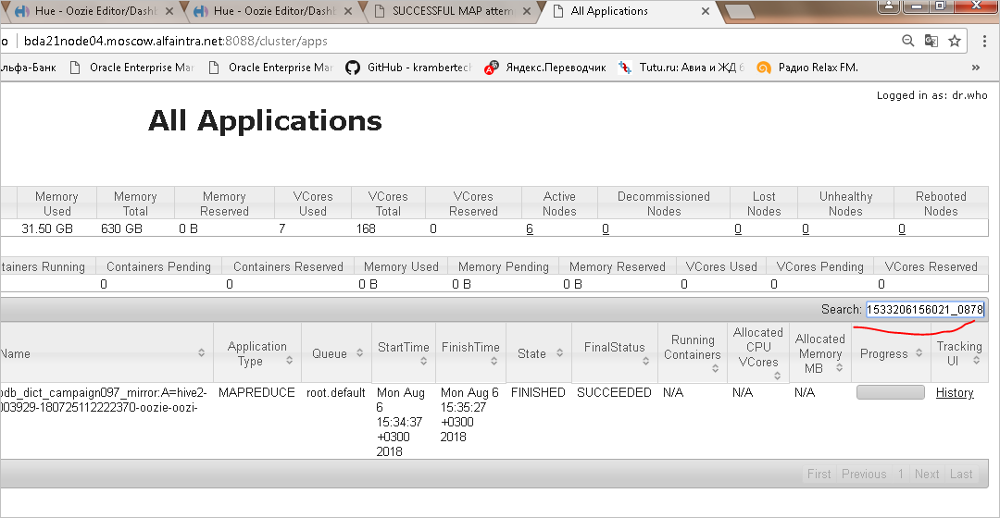 Hue - Oozie Editor/Dashb Hue - Oozie Editor/Dashb SUCCESSFUL MAP attem All Applications
bda21node04.moscow.alfaintra.net:8088/cluster/apps
льфа-Банк Oracle Enterprise Mar Oracle Enterprise Mar GitHub - krambertech Яндекс.Переводчик Tutu.ru: Авиа и ЖД б Радио Relax FM. »
Logged in as: dr.who
All Applications
Memory Used Memory Total Memory Reserved VCores Used VCores Total VCores Reserved Active Nodes Decommissioned Nodes Lost Nodes Unhealthy Nodes Rebooted Nodes
31.50 GB 630 GB 0 B 7 168 0 6 0 0 0 0
tainers Running Containers Pending Containers Reserved Memory Used Memory Pending Memory Reserved VCores Used VCores Pending VCores Reserved
0 0 0 B 0 B 0 B 0 0 0
Search: 1533206156021_0878
Name Application Type Queue StartTime FinishTime State FinalStatus Running Containers Allocated CPU VCores Allocated Memory MB Progress Tracking UI
odb_dict_campaign097_mirror:A=hive2- MAPREDUCE root.default Mon Aug Mon Aug 6 FINISHED SUCCEEDED N/A N/A N/A History
003929-180725112222370-oozie-oozi- 6 15:35:27
15:34:37 +0300
+0300 2018
2018
First Previous 1 Next Last